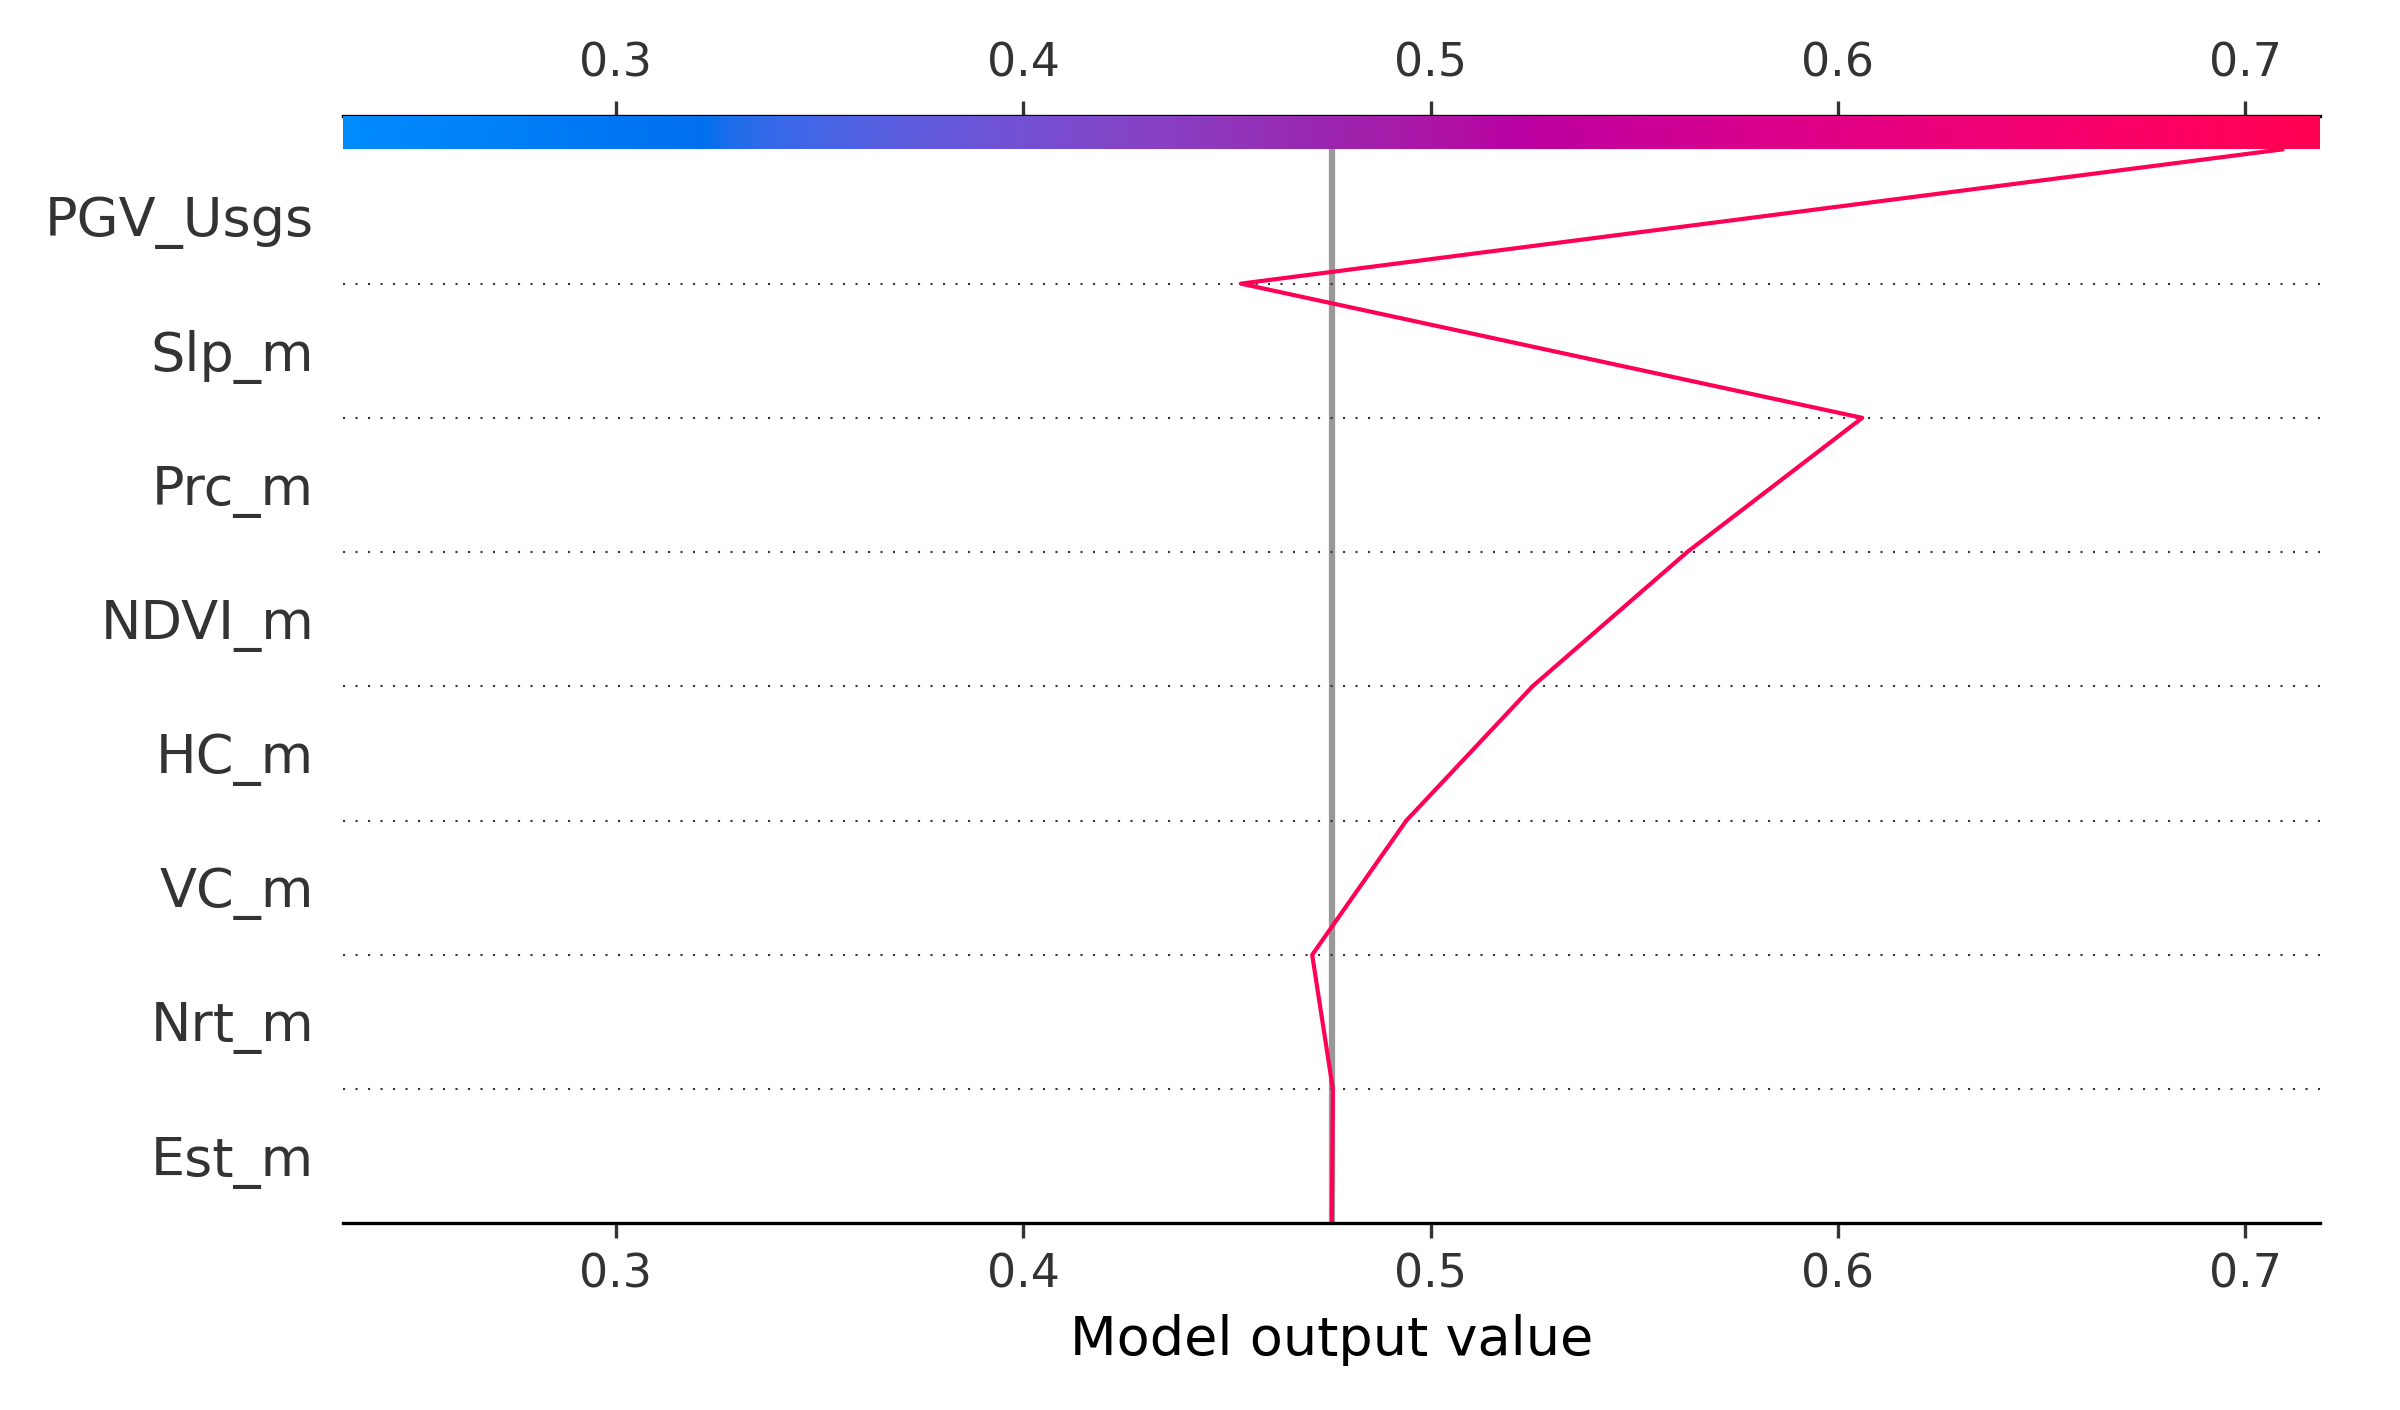 0.3 0.4 0.5 0.6 0.7
PGV_Usgs
Slp_m
Prc_m
NDVI_m
HC_m
VC_m
Nrt_m
Est_m
0.3 0.4 0.5 0.6 0.7
Model output value